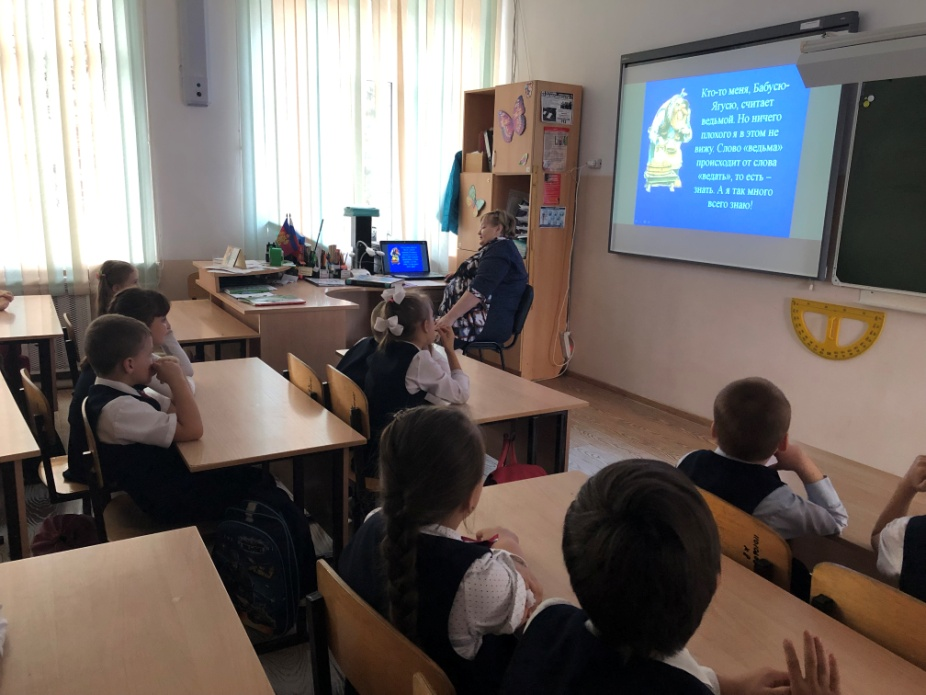 Кто-то меня, Бабусю-
Ягусю, считает
ведьмой. Но ничего
плохого я в этом не
вижу. Слово «ведьма»
происходит от слова
«ведать», то есть –
знать. А я так много
всего знаю!